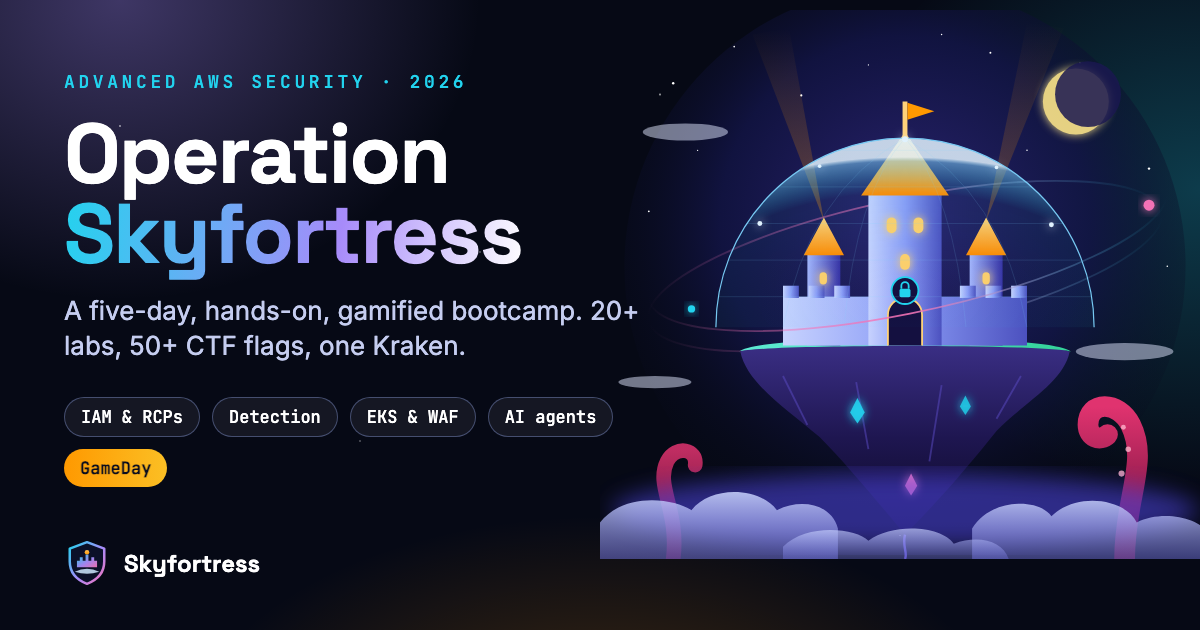 ADVANCED AWS SECURITY · 2026
Operation
Skyfortress
A five-day, hands-on, gamified bootcamp. 20+
labs, 50+ CTF flags, one Kraken.
IAM & RCPs
Detection
EKS & WAF
AI agents
GameDay
Skyfortress